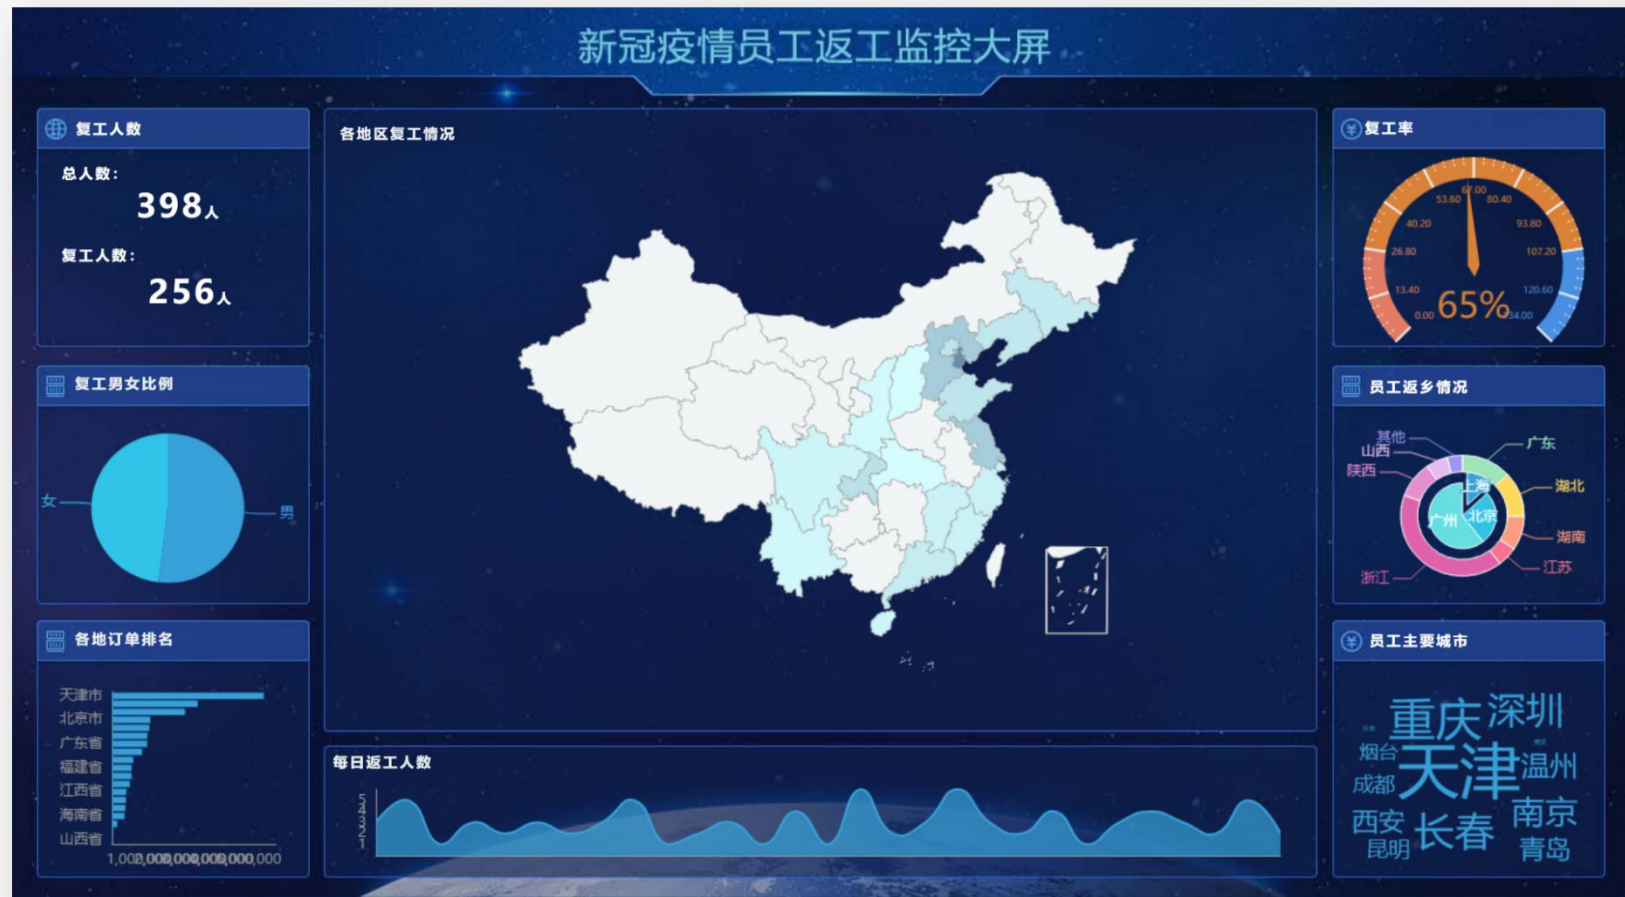 新冠疫情员工返工监控大屏
复工人数
总人数：
398人
复工人数：
256人
复工男女比例
女
男
各地订单排名
天津市
北京市
广东省
福建省
江西省
海南省
山西省
各地区复工情况
每日返工人数
5
4
3
2
1
复工率
0.00
13.40
26.80
40.20
53.60
67.00
80.40
93.80
107.20
120.60
65%
员工返乡情况
其他
山西
陕西
浙江
广东
湖北
湖南
江苏
上海
北京
广州
员工主要城市
重庆
深圳
烟台
天津
温州
成都
西安
长春
南京
昆明
青岛